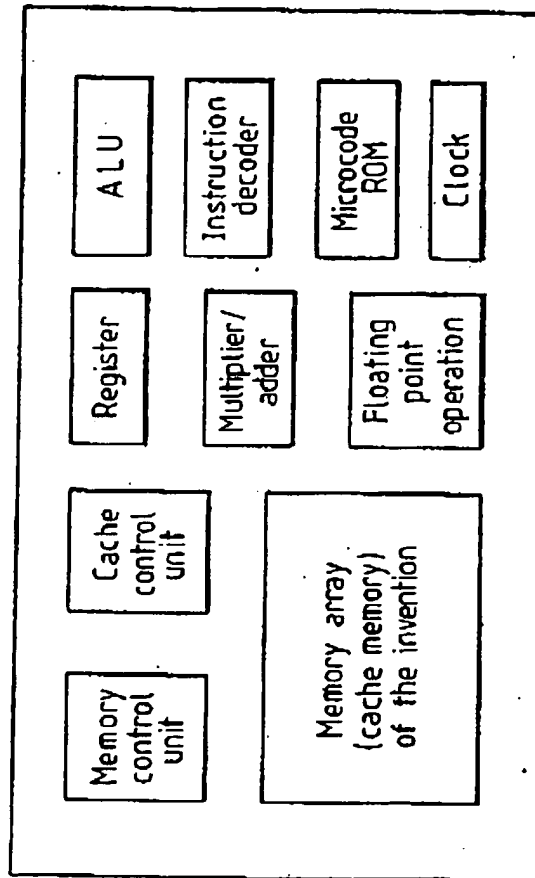 Memory
control
unit
Cache
control
unit
Register
ALU
Memory array
(cache memory)
of the invention
Multiplier/
adder
Instruction
decoder
Floating
point
operation
Microcode
ROM
Clock